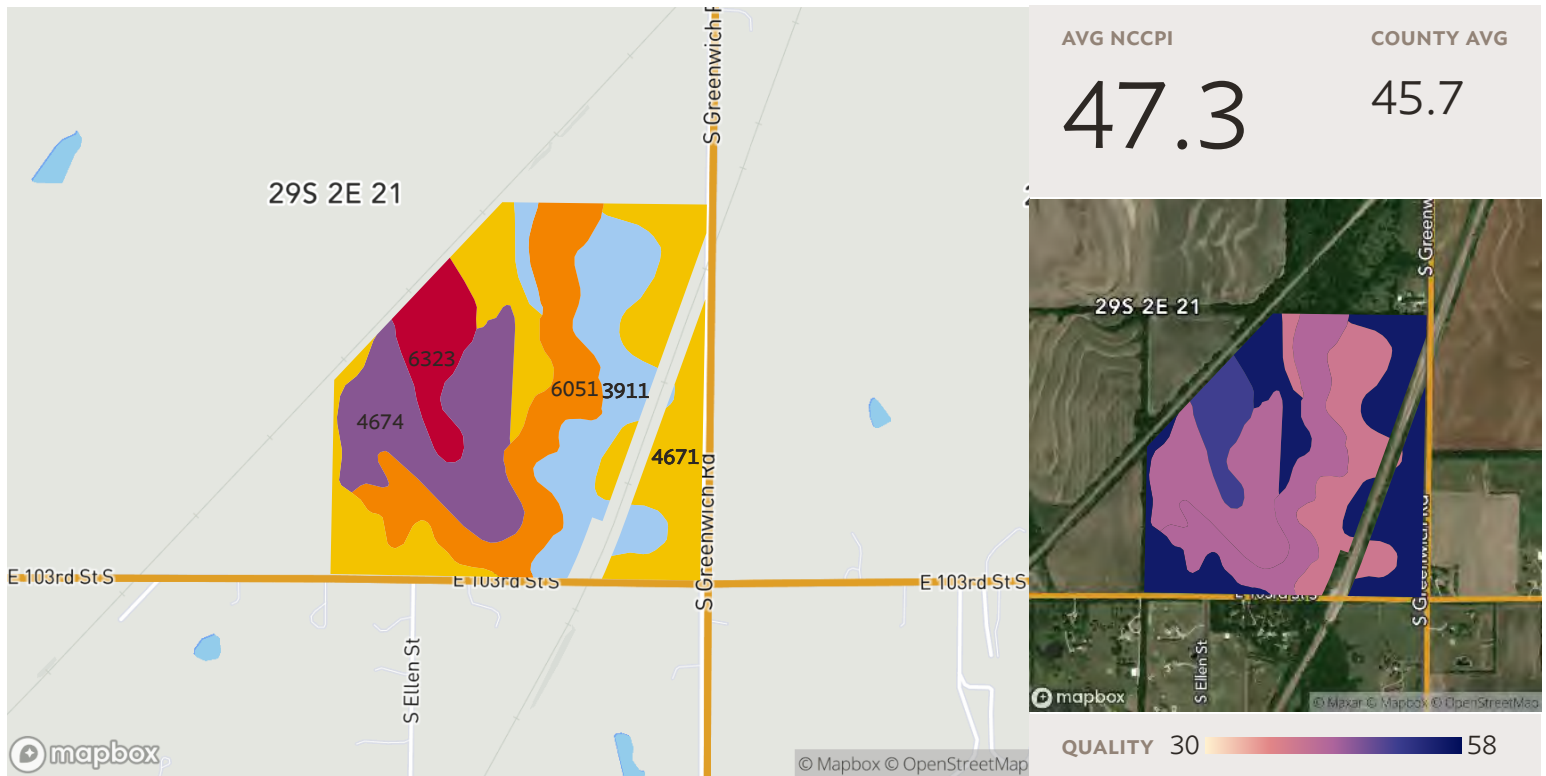 S Greenwich R
29S 2E 21
6323
6051
3911
4674
4671
S Greenwich Rd
E 103rd St S
E 103rd St S
E 103rd St S
S Ellen St
mapbox
© Mapbox © OpenStreetMap
AVG NCCPI
COUNTY AVG
47.3
45.7
S Greenw
29S 2E 21
S Greenwich Rd
E 103rd St S
S Ellen St
mapbox
© Maxar © Mapbox © OpenStreetMap
QUALITY 30 58